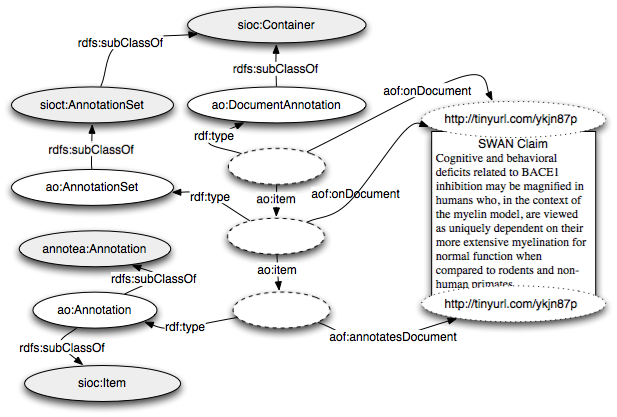 sioc:Container
rdfs:subClassOf
rdfs:subClassOf
aof:onDocument
sioct:AnnotationSet
ao:DocumentAnnotation
http://tinyurl.com/ykjn87p
rdf:type
rdfs:subClassOf
SWAN Claim
Cognitive and behavioral
deficits related to BACE1
inhibition may be magnified in
humans who, in the context of
the myelin model, are viewed
as uniquely dependent on their
more extensive myelination for
normal function when
compared to rodents and non-
human primates.
ao:AnnotationSet
rdf:type
ao:item
aof:onDocument
annotea:Annotation
ao:item
rdfs:subClassOf
http://tinyurl.com/ykjn87p
ao:Annotation
rdf:type
aof:annotatesDocument
rdfs:subClassOf
sioc:Item